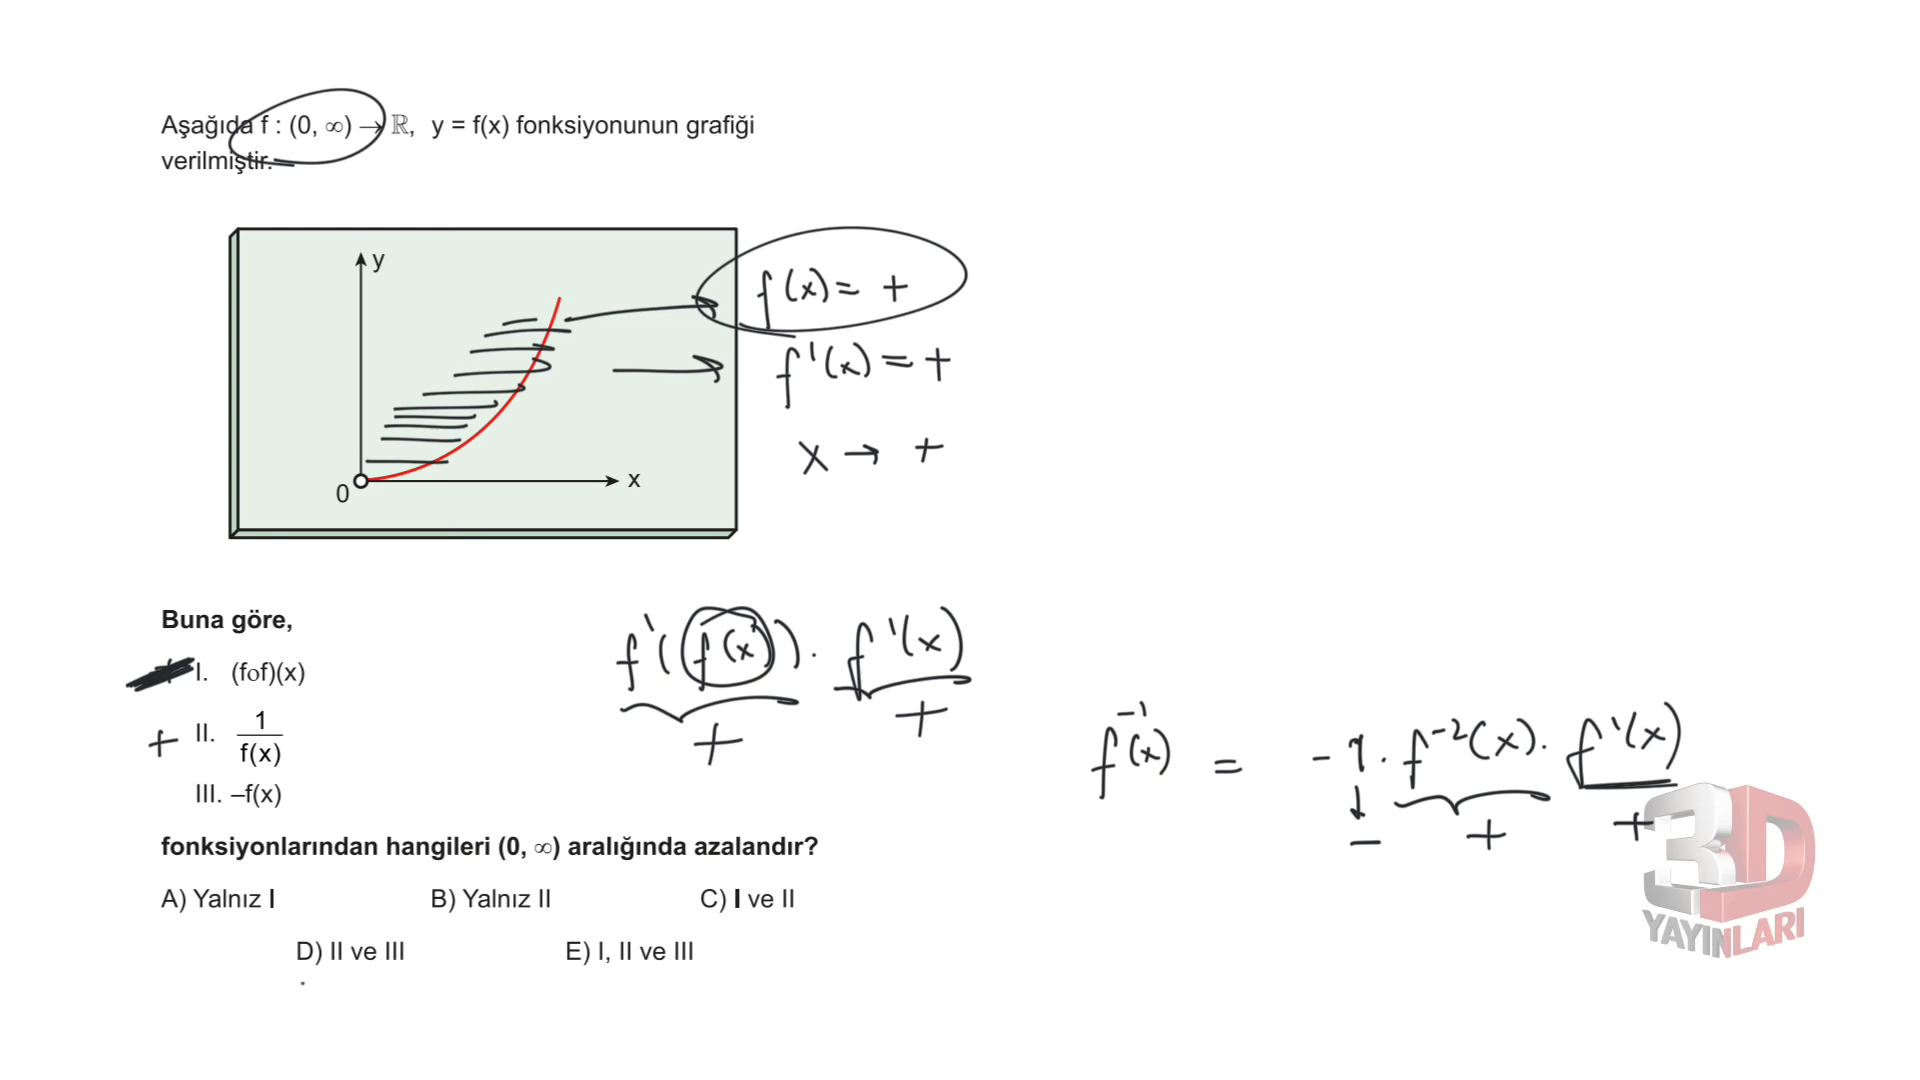 Aşağıda f : (0, ∞) → ℝ, y = f(x) fonksiyonunun grafiği
verilmiştir.
y
f(x) = +
f'(x) = +
x → +
x
0
Buna göre,
f'(f(x)) . f'(x)
+ +
I. (fof)(x)
+ II. 1/f(x)
f⁻¹(x) = -1 . f⁻²(x) . f'(x)
- + +
III. –f(x)
fonksiyonlarından hangileri (0, ∞) aralığında azalandır?
A) Yalnız I B) Yalnız II C) I ve II
D) II ve III E) I, II ve III
3D
YAYINLARI